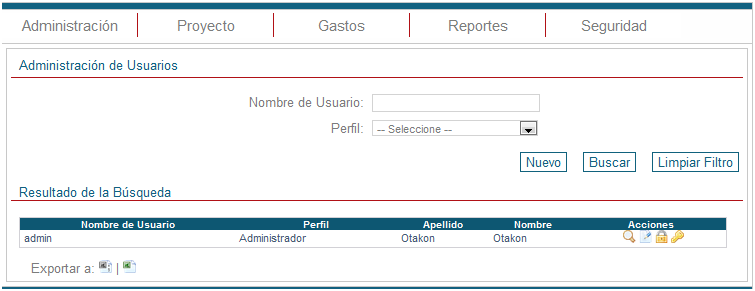 Administración Proyecto Gastos Reportes Seguridad
Administración de Usuarios
Nombre de Usuario:
Perfil: -- Seleccione --
Nuevo Buscar Limpiar Filtro
Resultado de la Búsqueda
Nombre de Usuario Perfil Apellido Nombre Acciones
admin Administrador Otakon Otakon
Exportar a: |